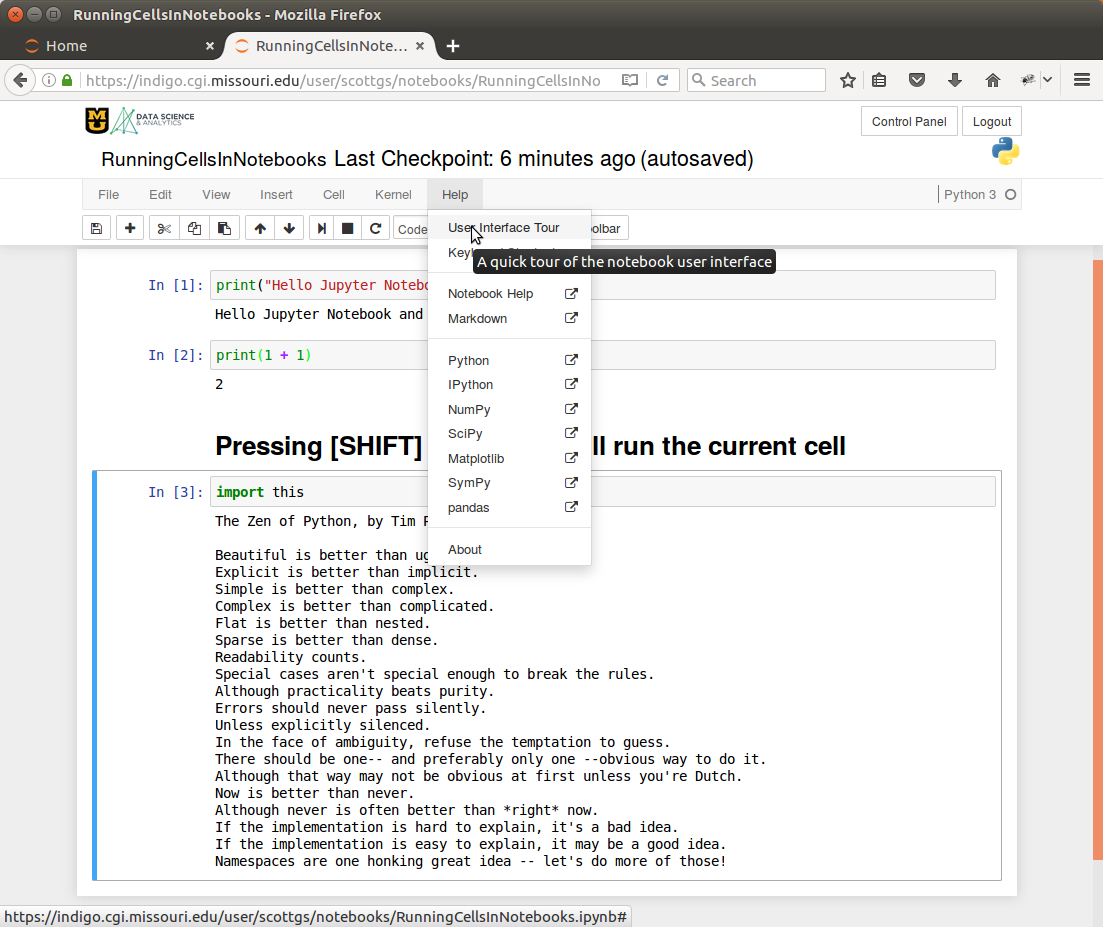 RunningCellsInNotebooks - Mozilla Firefox
Home
RunningCellsInNote...
https://indigo.cgi.missouri.edu/user/scottgs/notebooks/RunningCellsInNo
Search
MU DATA SCIENCE
& ANALYTICS
Control Panel Logout
RunningCellsInNotebooks Last Checkpoint: 6 minutes ago (autosaved)
File Edit View Insert Cell Kernel Help Python 3
Code olbar
User Interface Tour
A quick tour of the notebook user interface
Notebook Help
Markdown
Python
IPython
NumPy
SciPy
Matplotlib
SymPy
pandas
About
In [1]: print("Hello Jupyter
Hello Jupyter Notebook and
In [2]: print(1 + 1)
2
Pressing [SHIFT] run the current cell
In [3]: import this
The Zen of Python, by Tim
Beautiful is better than
Explicit is better than implicit.
Simple is better than complex.
Complex is better than complicated.
Flat is better than nested.
Sparse is better than dense.
Readability counts.
Special cases aren't special enough to break the rules.
Although practicality beats purity.
Errors should never pass silently.
Unless explicitly silenced.
In the face of ambiguity, refuse the temptation to guess.
There should be one-- and preferably only one --obvious way to do it.
Although that way may not be obvious at first unless you're Dutch.
Now is better than never.
Although never is often better than *right* now.
If the implementation is hard to explain, it's a bad idea.
If the implementation is easy to explain, it may be a good idea.
Namespaces are one honking great idea -- let's do more of those!
https://indigo.cgi.missouri.edu/user/scottgs/notebooks/RunningCellsInNotebooks.ipynb#